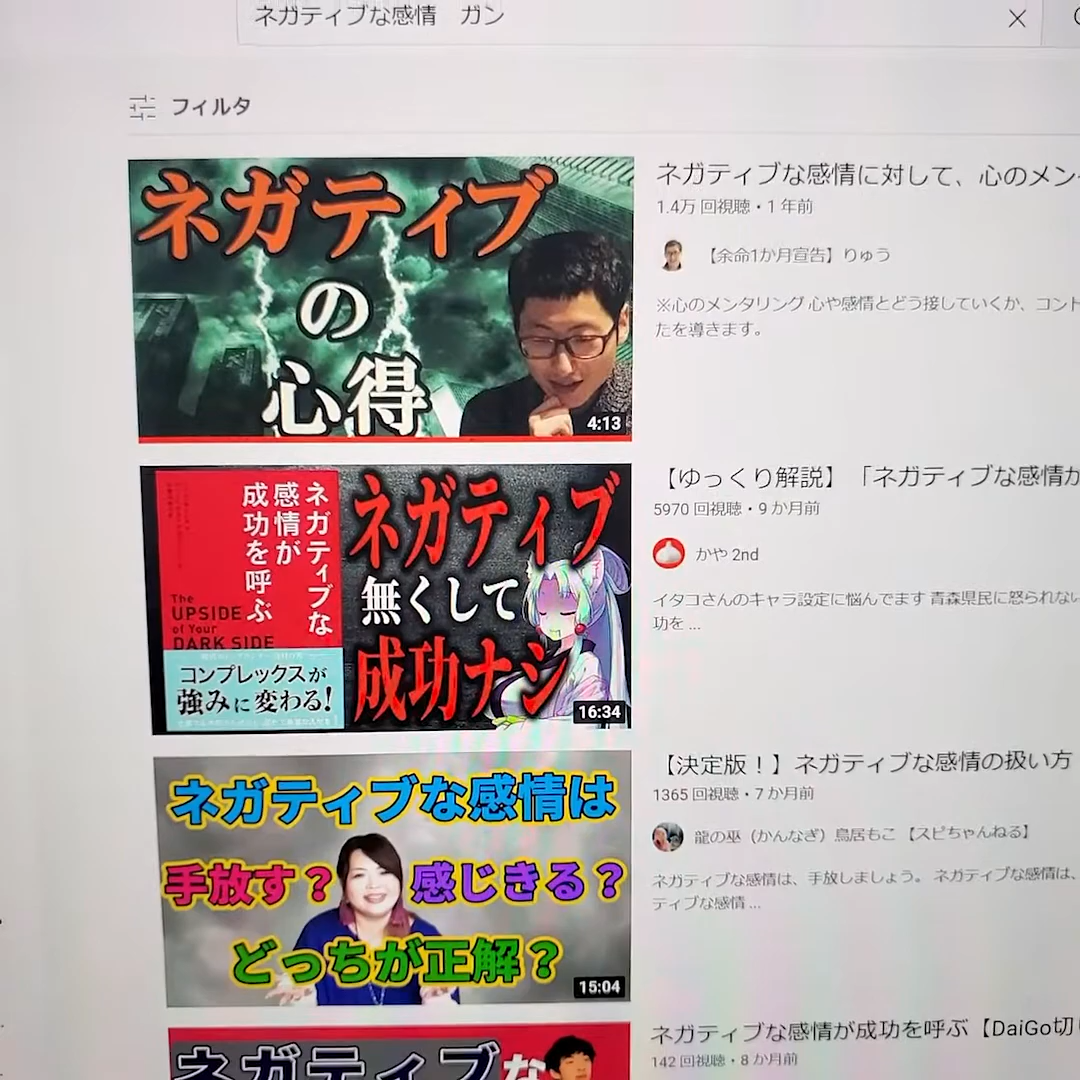 ネガティブな感情　ガン
フィルタ
ネガティブ
の
心得
4:13
ネガティブな感情に対して、心のメン
1.4万 回視聴・1 年前
【余命1か月宣告】りゅう
※心のメンタリング 心や感情とどう接していくか、コント
たを導きます。
ネガティブな
感情が
成功を呼ぶ
The
UPSIDE
of Your
DARK SIDE
コンプレックスが
強みに変わる!
ネガティブ
無くして
成功ナシ
16:34
【ゆっくり解説】「ネガティブな感情が
5970 回視聴・9 か月前
かや 2nd
イタコさんのキャラ設定に悩んでます 青森県民に怒られない
功を ...
ネガティブな感情は
手放す？ 感じきる？
どっちが正解？
15:04
【決定版！】ネガティブな感情の扱い方
1365 回視聴・7 か月前
龍の巫（かんなぎ）鳥居もこ 【スピちゃんねる】
ネガティブな感情は、手放しましょう。 ネガティブな感情は、
ティブな感情 ...
ネガティブな
ネガティブな感情が成功を呼ぶ【DaiGo切
142 回視聴・8 か月前